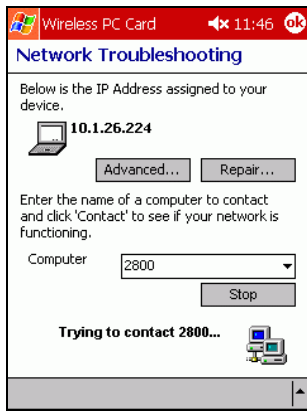 Wireless PC Card 11:46 ok
Network Troubleshooting
Below is the IP Address assigned to your
device.
10.1.26.224
Advanced... Repair...
Enter the name of a computer to contact
and click 'Contact' to see if your network is
functioning.
Computer 2800
Stop
Trying to contact 2800...